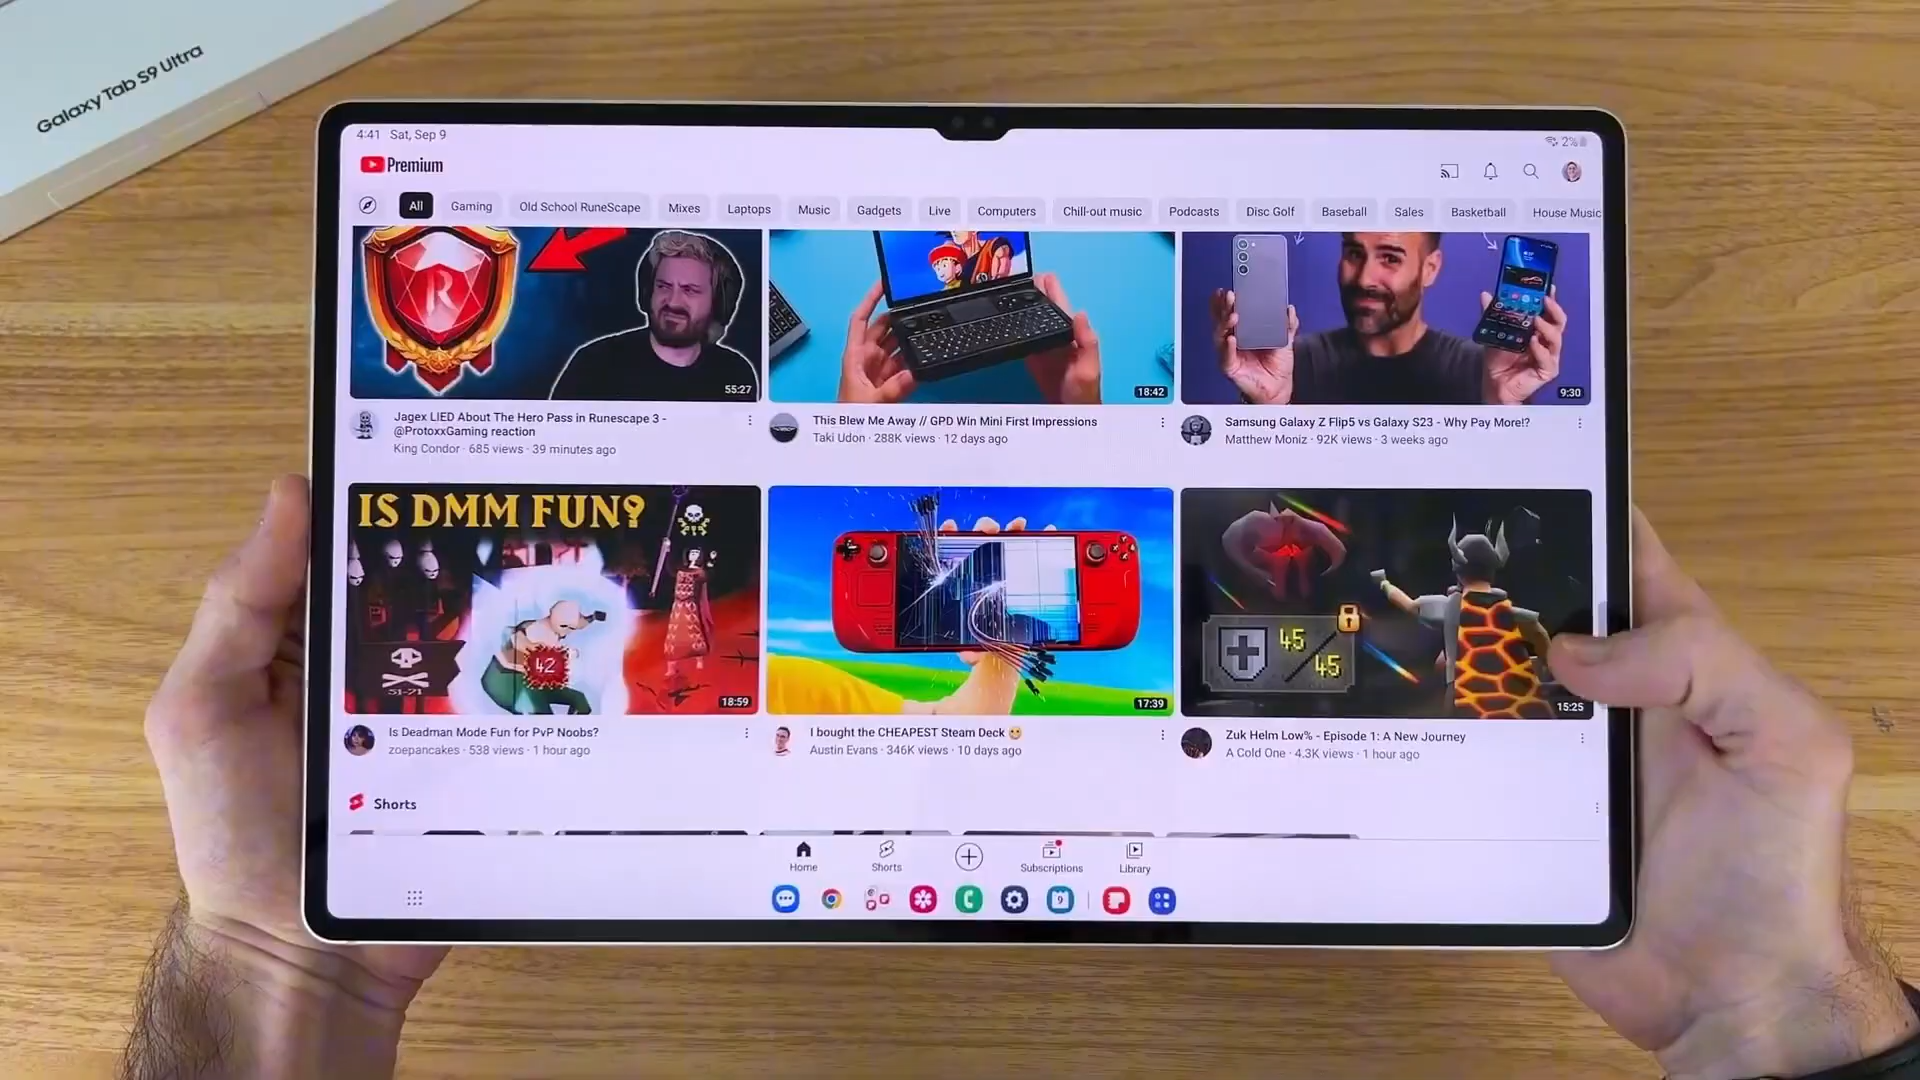 Galaxy Tab S9 Ultra
4:41 Sat, Sep 9
2%
Premium
All
Gaming
Old School RuneScape
Mixes
Laptops
Music
Gadgets
Live
Computers
Chill-out music
Podcasts
Disc Golf
Baseball
Sales
Basketball
House Music
R
55:27
18:42
9:30
Jagex LIED About The Hero Pass in Runescape 3 -
@ProtoxxGaming reaction
King Condor · 685 views · 39 minutes ago
This Blew Me Away // GPD Win Mini First Impressions
Taki Udon · 288K views · 12 days ago
Samsung Galaxy Z Flip5 vs Galaxy S23 - Why Pay More!?
Matthew Moniz · 92K views · 3 weeks ago
IS DMM FUN?
42
51-71
18:59
17:39
45
45
15:25
Is Deadman Mode Fun for PvP Noobs?
zoepancakes · 538 views · 1 hour ago
I bought the CHEAPEST Steam Deck 😬
Austin Evans · 346K views · 10 days ago
Zuk Helm Low% - Episode 1: A New Journey
A Cold One · 4.3K views · 1 hour ago
Shorts
Home
Shorts
Subscriptions
Library
9